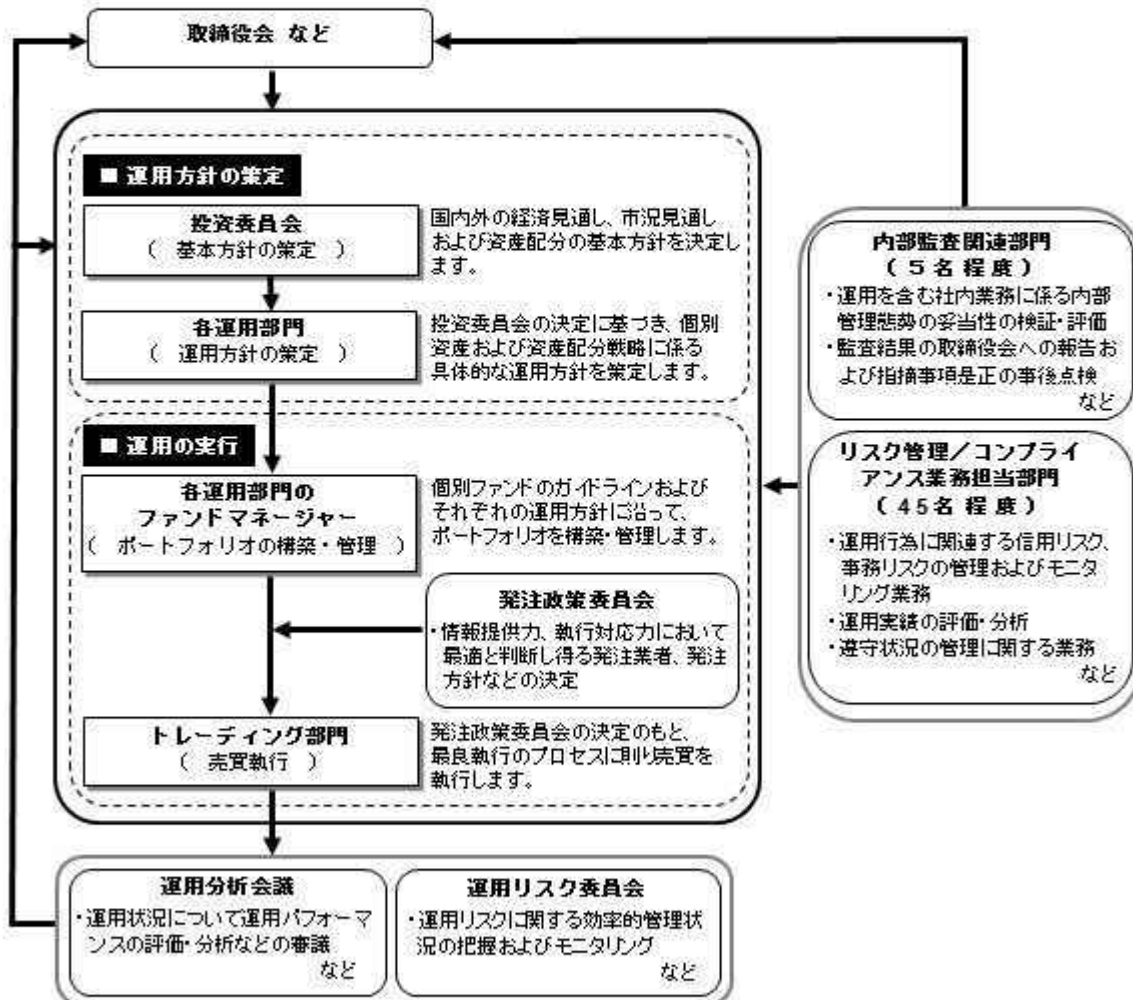 取締役会 など
■ 運用方針の策定
投資委員会
( 基本方針の策定 )
国内外の経済見通し、市況見通し
および資産配分の基本方針を決定し
ます。
各運用部門
( 運用方針の策定 )
投資委員会の決定に基づき、個別
資産および資産配分戦略に係る
具体的な運用方針を策定します。
■ 運用の実行
各運用部門の
ファンドマネージャー
( ポートフォリオの構築・管理 )
個別ファンドのガイドラインおよび
それぞれの運用方針に沿って、
ポートフォリオを構築・管理します。
発注政策委員会
・情報提供力、執行対応力において
最適と判断し得る発注業者、発注
方針などの決定
トレーディング部門
( 売買執行 )
発注政策委員会の決定のもと、
最良執行のプロセスに則り売買を
執行します。
内部監査関連部門
( 5名程度 )
・運用を含む社内業務に係る内部
管理態勢の妥当性の検証・評価
・監査結果の取締役会への報告お
よび指摘事項是正の事後点検
など
リスク管理／コンプライ
アンス業務担当部門
( 45名程度 )
・運用行為に関連する信用リスク、
事務リスクの管理およびモニタ
リング業務
・運用実績の評価・分析
・遵守状況の管理に関する業務
など
運用分析会議
・運用状況について運用パフォーマ
ンスの評価・分析などの審議
など
運用リスク委員会
・運用リスクに関する効率的管理状
況の把握およびモニタリング
など